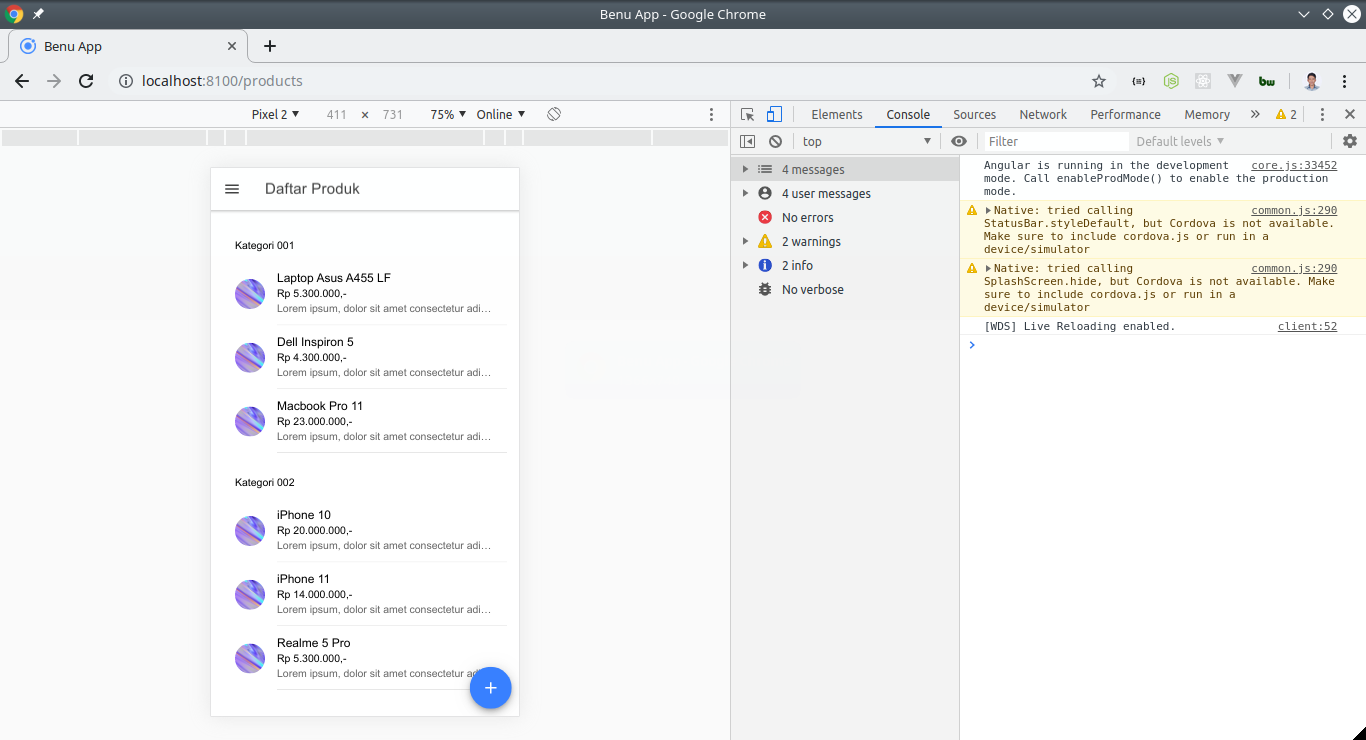 Benu App - Google Chrome
Benu App
localhost:8100/products
JS
bw
Pixel 2
411 × 731
75%
Online
Elements
Console
Sources
Network
Performance
Memory
2
top
Filter
Default levels
Daftar Produk
Kategori 001
Laptop Asus A455 LF
Rp 5.300.000,-
Lorem ipsum, dolor sit amet consectetur adi…
Dell Inspiron 5
Rp 4.300.000,-
Lorem ipsum, dolor sit amet consectetur adi…
Macbook Pro 11
Rp 23.000.000,-
Lorem ipsum, dolor sit amet consectetur adi…
Kategori 002
iPhone 10
Rp 20.000.000,-
Lorem ipsum, dolor sit amet consectetur adi…
iPhone 11
Rp 14.000.000,-
Lorem ipsum, dolor sit amet consectetur adi…
Realme 5 Pro
Rp 5.300.000,-
Lorem ipsum, dolor sit amet consectetur
4 messages
4 user messages
No errors
2 warnings
2 info
No verbose
Angular is running in the development core.js:33452
mode. Call enableProdMode() to enable the production
mode.
Native: tried calling common.js:290
StatusBar.styleDefault, but Cordova is not available.
Make sure to include cordova.js or run in a
device/simulator
Native: tried calling common.js:290
SplashScreen.hide, but Cordova is not available. Make
sure to include cordova.js or run in a
device/simulator
[WDS] Live Reloading enabled. client:52